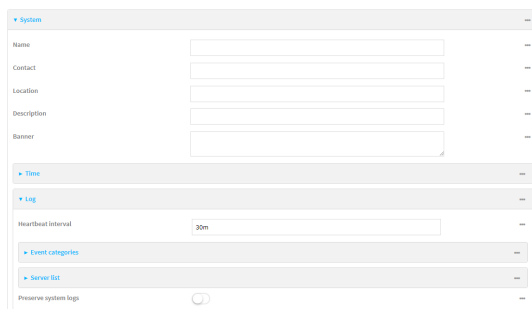 System
Name
Contact
Location
Description
Banner
Time
Log
Heartbeat interval
30m
Event categories
Server list
Preserve system logs